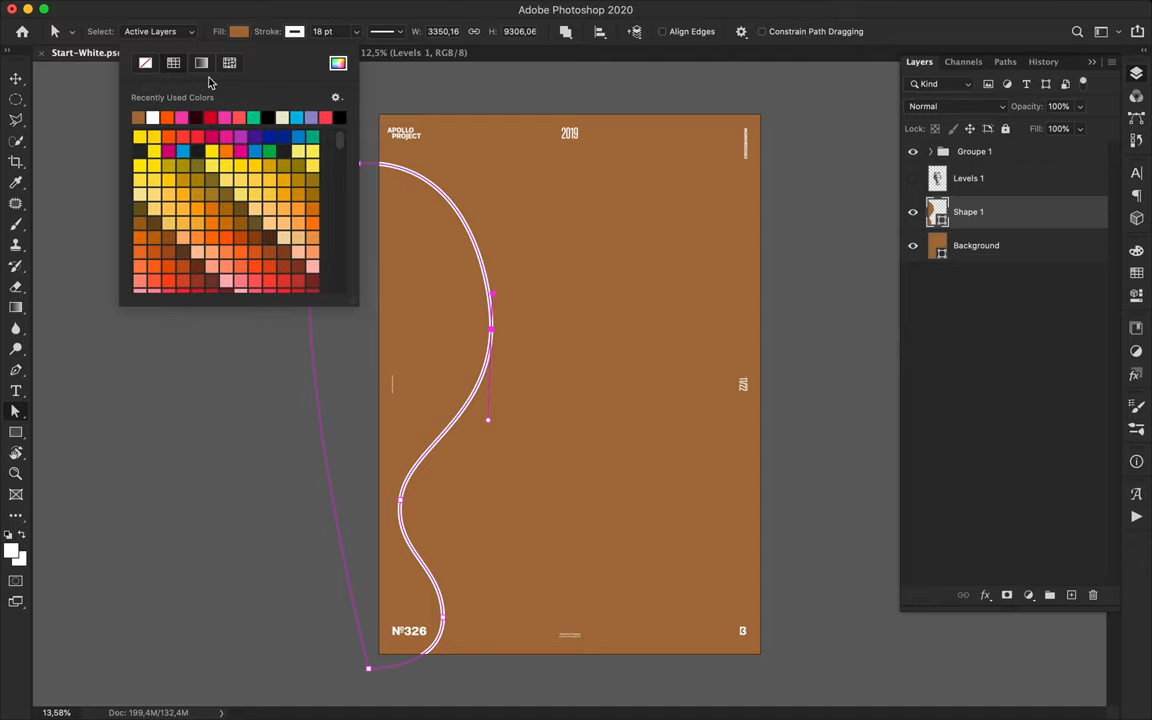 Adobe Photoshop 2020
Select:
Active Layers
Fill:
Stroke:
18 pt
W:
3350,16
H:
9306,06
Align Edges
Constrain Path Dragging
Start-White.psd
12,5% (Levels 1, RGB/8)
Recently Used Colors
APOLLO
PROJECT
2019
11/22
Nº326
B
Layers
Channels
Paths
History
Kind
Normal
Opacity:
100%
Lock:
Fill:
100%
Groupe 1
Levels 1
Shape 1
Background
13,58%
Doc: 199,4M/132,4M